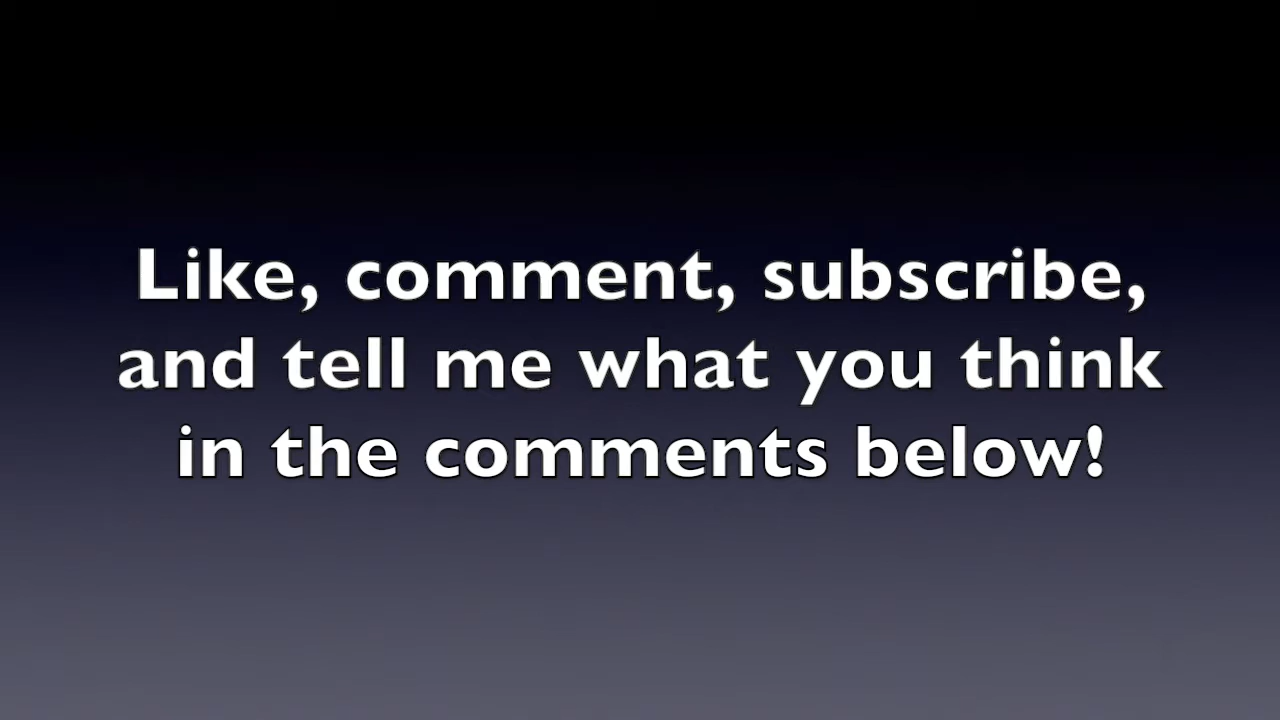 Like, comment, subscribe,
and tell me what you think
in the comments below!